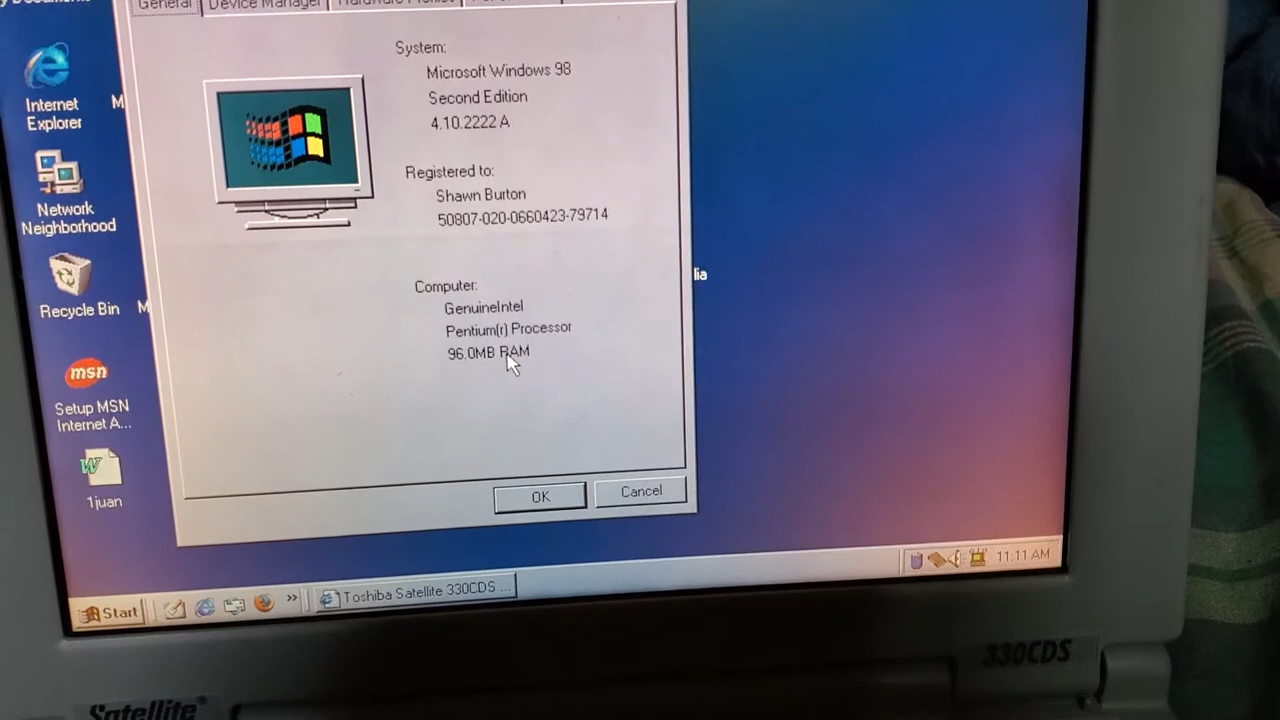 General
Device Manager
System:
Microsoft Windows 98
Second Edition
4.10.2222 A
Registered to:
Shawn Burton
50807-020-0660423-79714
Computer:
GenuineIntel
Pentium(r) Processor
96.0MB RAM
OK
Cancel
Internet
Explorer
Network
Neighborhood
Recycle Bin
msn
Setup MSN
Internet A...
W
1juan
lia
Start
»
Toshiba Satellite 330CDS ...
11:11 AM
330CDS
Satellite